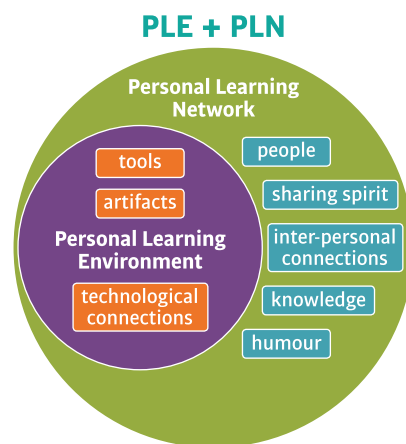 PLE + PLN
Personal Learning
Network
tools
artifacts
Personal Learning
Environment
technological
connections
people
sharing spirit
inter-personal
connections
knowledge
humour